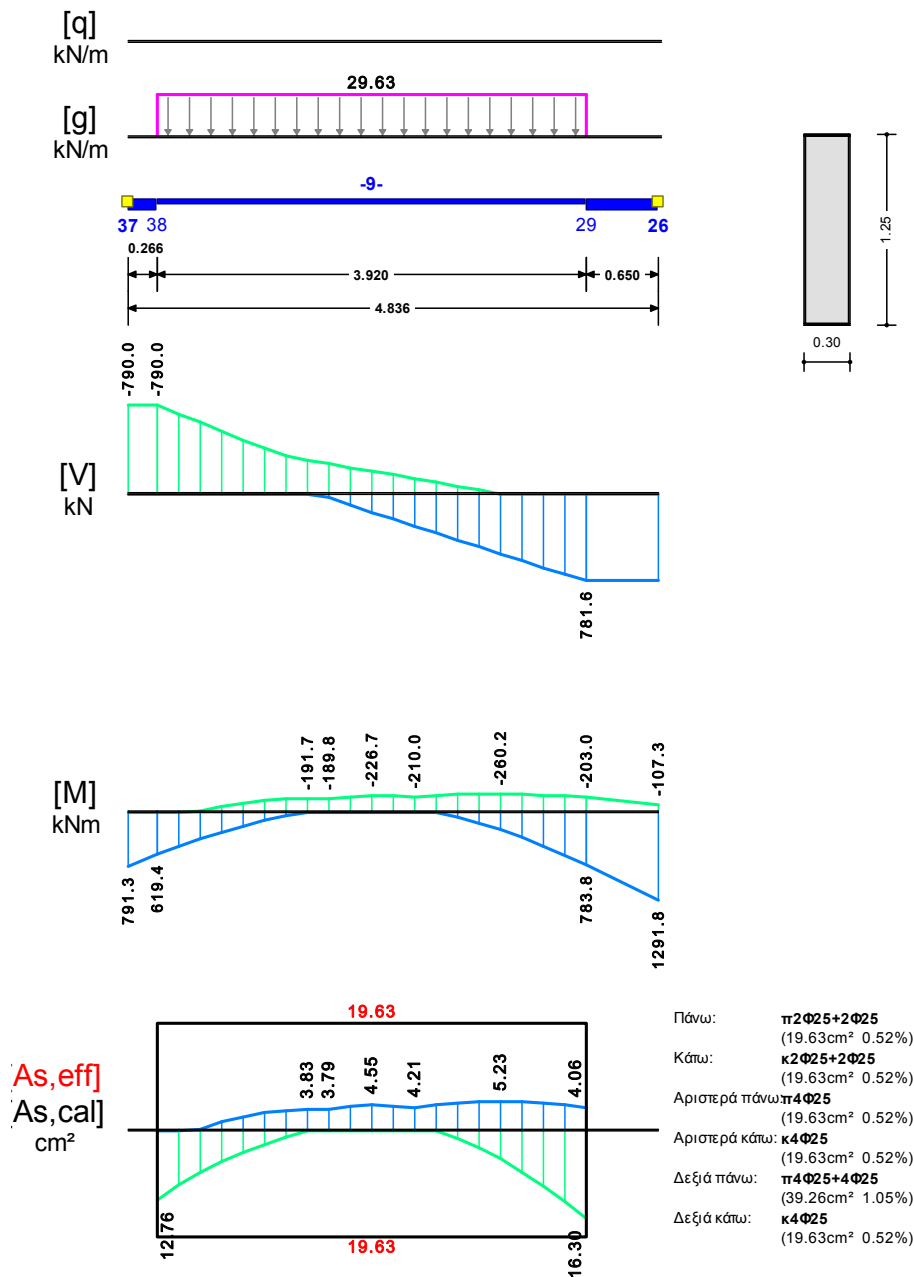 [q]
kN/m
29.63
[g]
kN/m
-9-
37 38 29 26
0.266 3.920 0.650
4.836
1.25
0.30
-790.0 -790.0
[V]
kN
781.6
-191.7 -189.8 -226.7 -210.0 -260.2 -203.0 -107.3
[M]
kNm
791.3 619.4 783.8 1291.8
19.63
[As,eff]
[As,cal]
cm²
3.83 3.79 4.55 4.21 5.23 4.06
12.76 16.30
19.63
Πάνω: π2Φ25+2Φ25
(19.63cm² 0.52%)
Κάτω: κ2Φ25+2Φ25
(19.63cm² 0.52%)
Αριστερά πάνω: π4Φ25
(19.63cm² 0.52%)
Αριστερά κάτω: κ4Φ25
(19.63cm² 0.52%)
Δεξιά πάνω: π4Φ25+4Φ25
(39.26cm² 1.05%)
Δεξιά κάτω: κ4Φ25
(19.63cm² 0.52%)